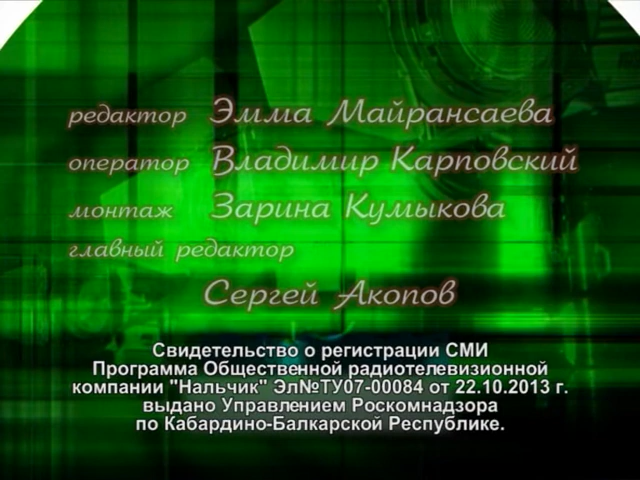 редактор Эмма Майрансаева
оператор Владимир Карповский
монтаж Зарина Кумыкова
главный редактор
Сергей Акопов
Свидетельство о регистрации СМИ
Программа Общественной радиотелевизионной
компании "Нальчик" Эл№ТУ07-00084 от 22.10.2013 г.
выдано Управлением Роскомнадзора
по Кабардино-Балкарской Республике.